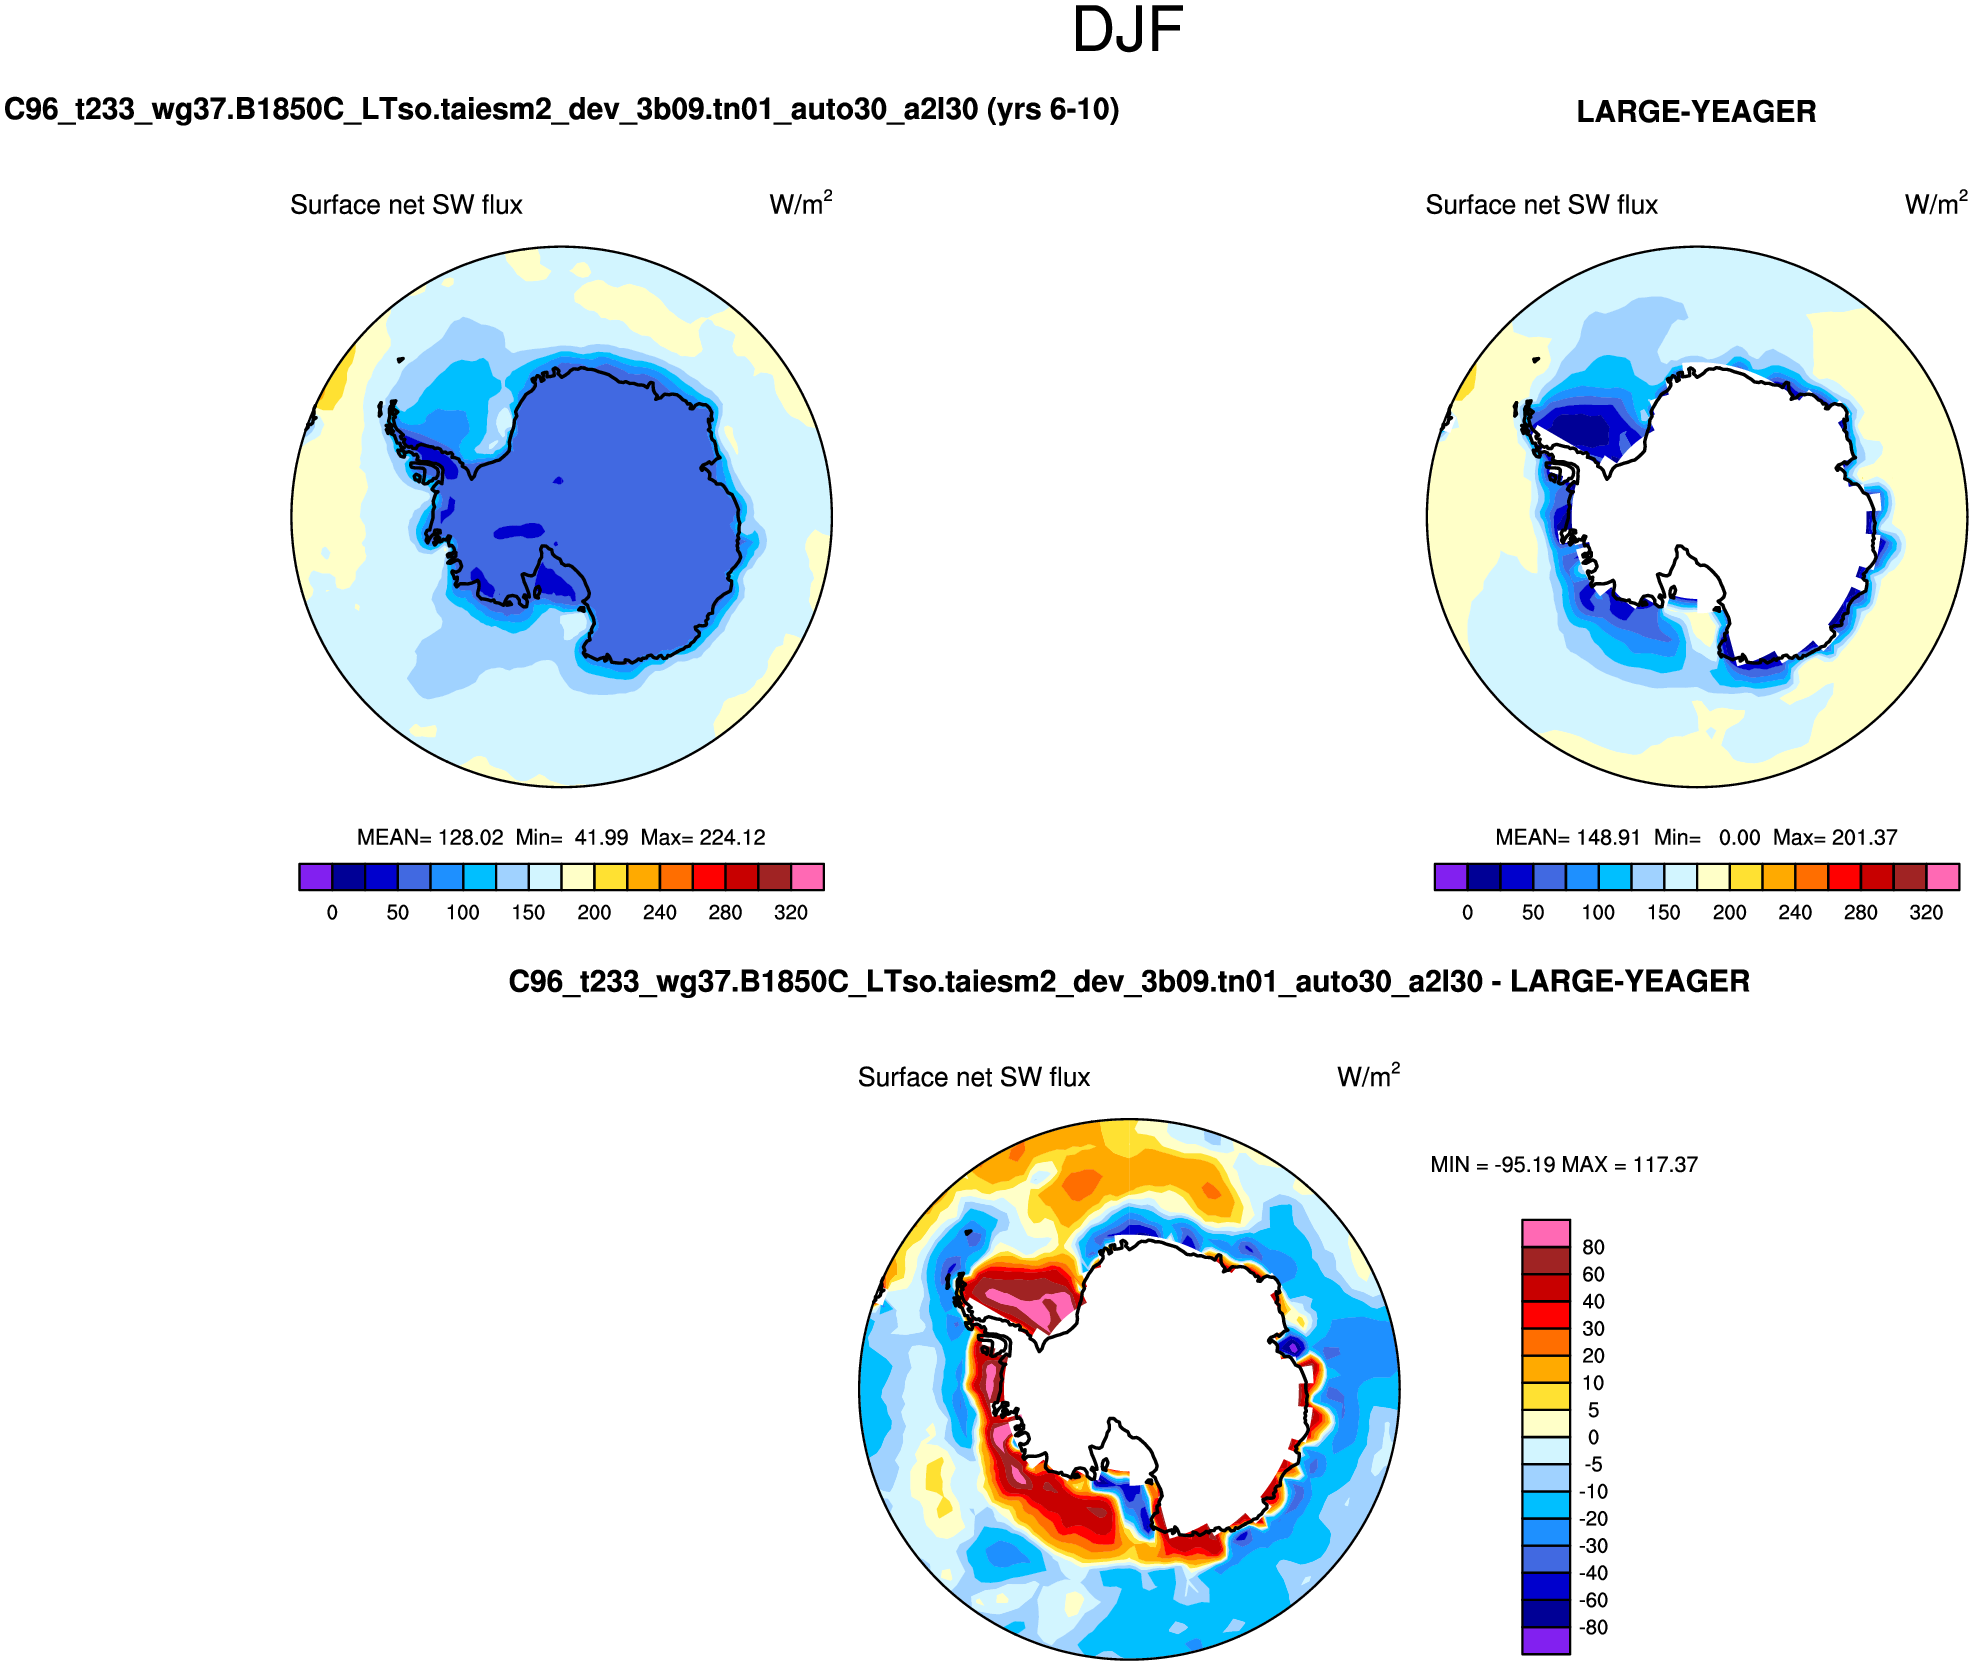 DJF
C96_t233_wg37.B1850C_LTso.taiesm2_dev_3b09.tn01_auto30_a2l30 (yrs 6-10)
LARGE-YEAGER
Surface net SW flux W/m2
Surface net SW flux W/m2
MEAN= 128.02 Min= 41.99 Max= 224.12
MEAN= 148.91 Min= 0.00 Max= 201.37
0 50 100 150 200 240 280 320
0 50 100 150 200 240 280 320
C96_t233_wg37.B1850C_LTso.taiesm2_dev_3b09.tn01_auto30_a2l30 - LARGE-YEAGER
Surface net SW flux W/m2
MIN = -95.19 MAX = 117.37
80
60
40
30
20
10
5
0
-5
-10
-20
-30
-40
-60
-80